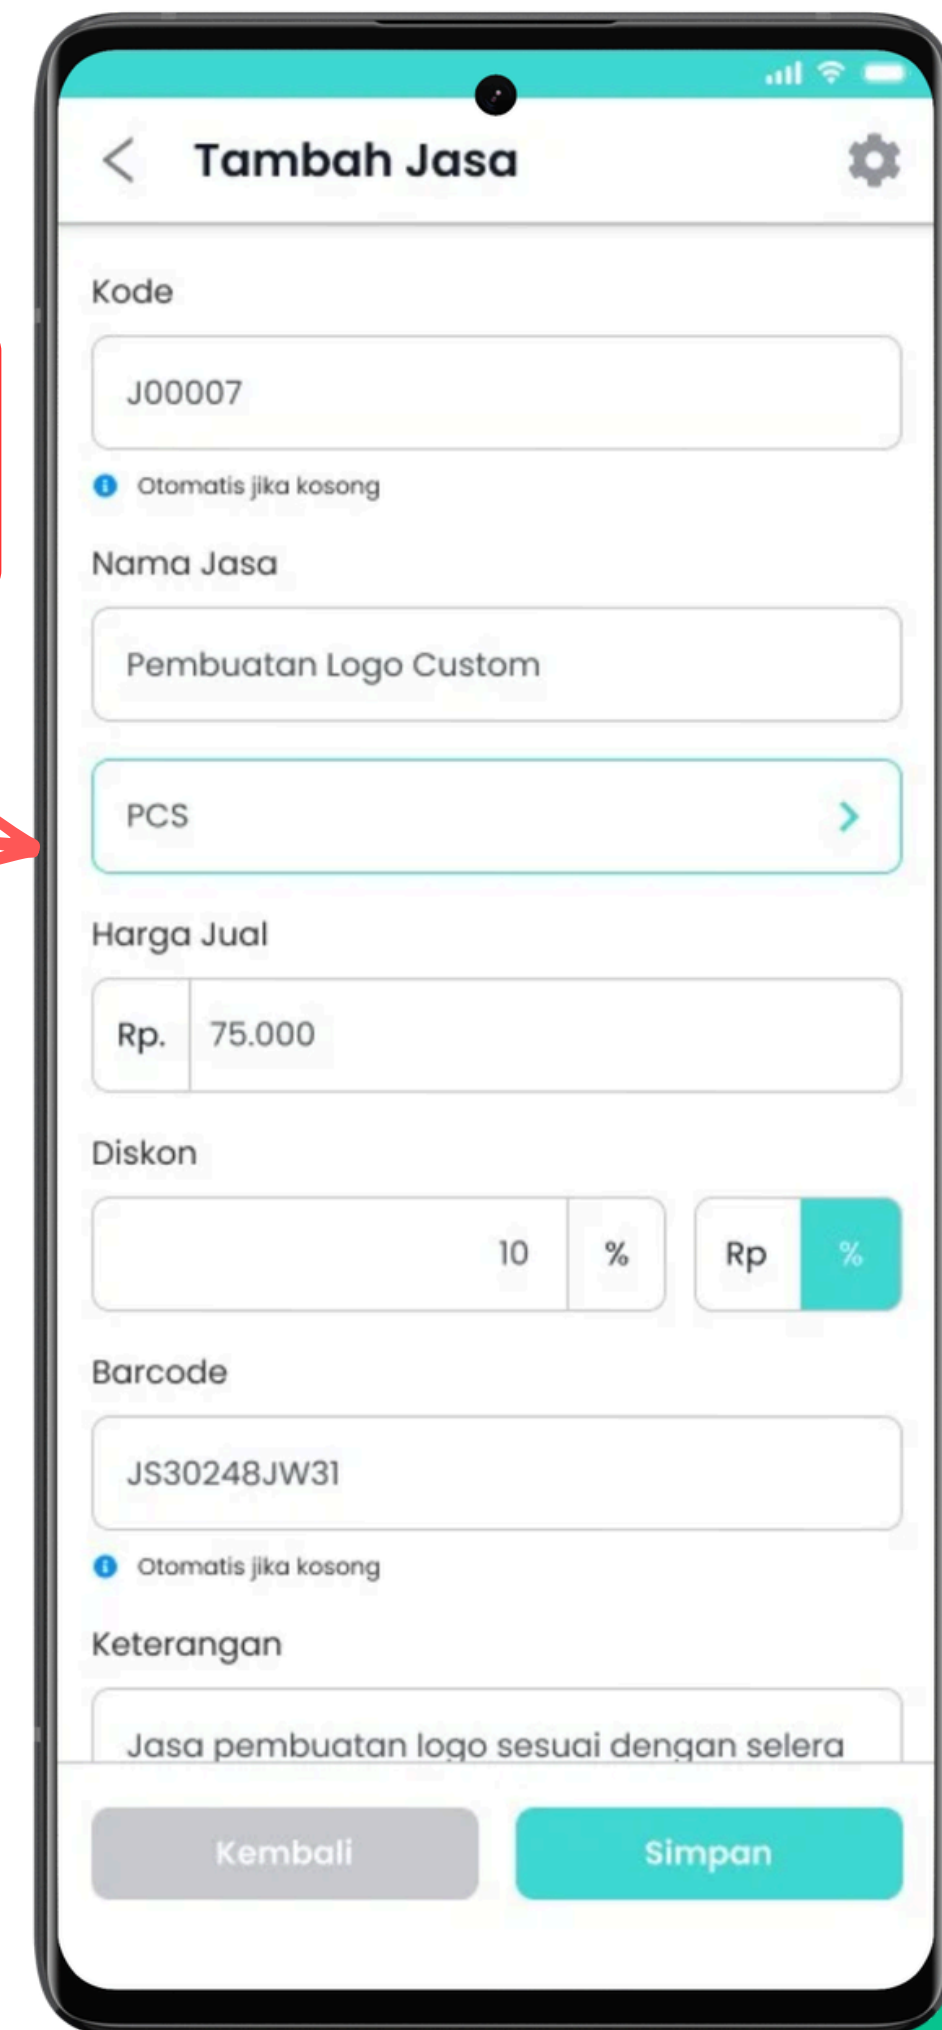 Tambah Jasa
Kode
J00007
Otomatis jika kosong
Nama Jasa
Pembuatan Logo Custom
PCS
Harga Jual
Rp. 75.000
Diskon
10 % Rp %
Barcode
JS30248JW31
Otomatis jika kosong
Keterangan
Jasa pembuatan logo sesuai dengan selera
Kembali Simpan